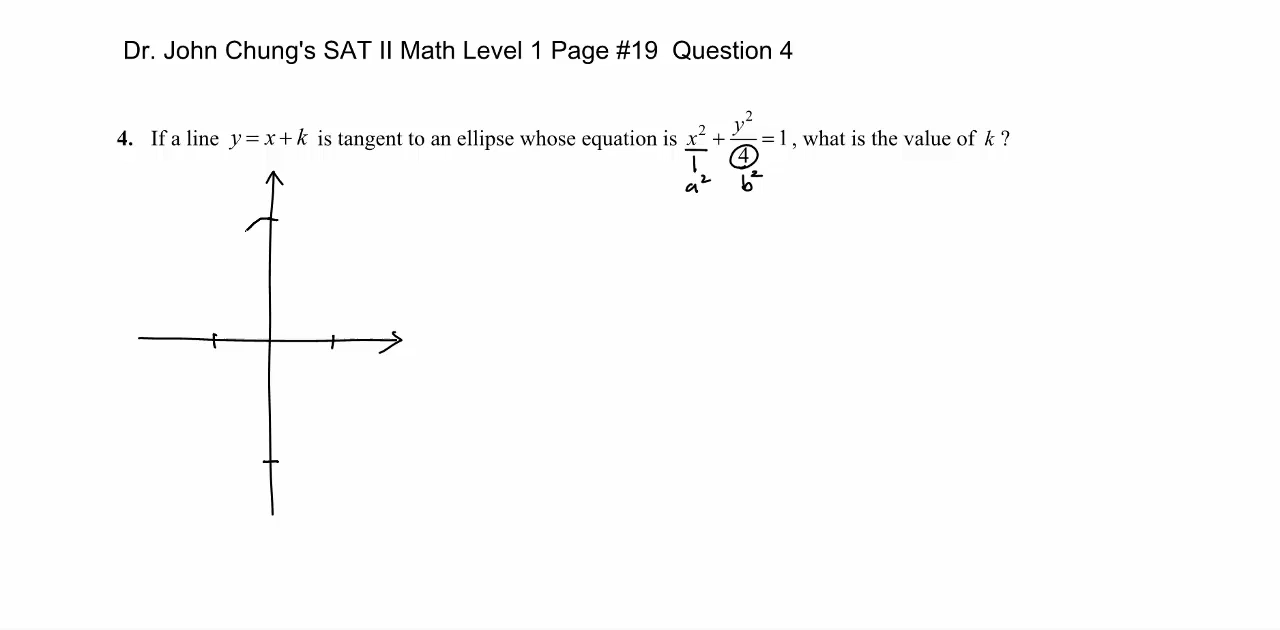 Dr. John Chung's SAT II Math Level 1 Page #19 Question 4
4. If a line y = x + k is tangent to an ellipse whose equation is x² + y²/4 = 1, what is the value of k ?
1
a² b²